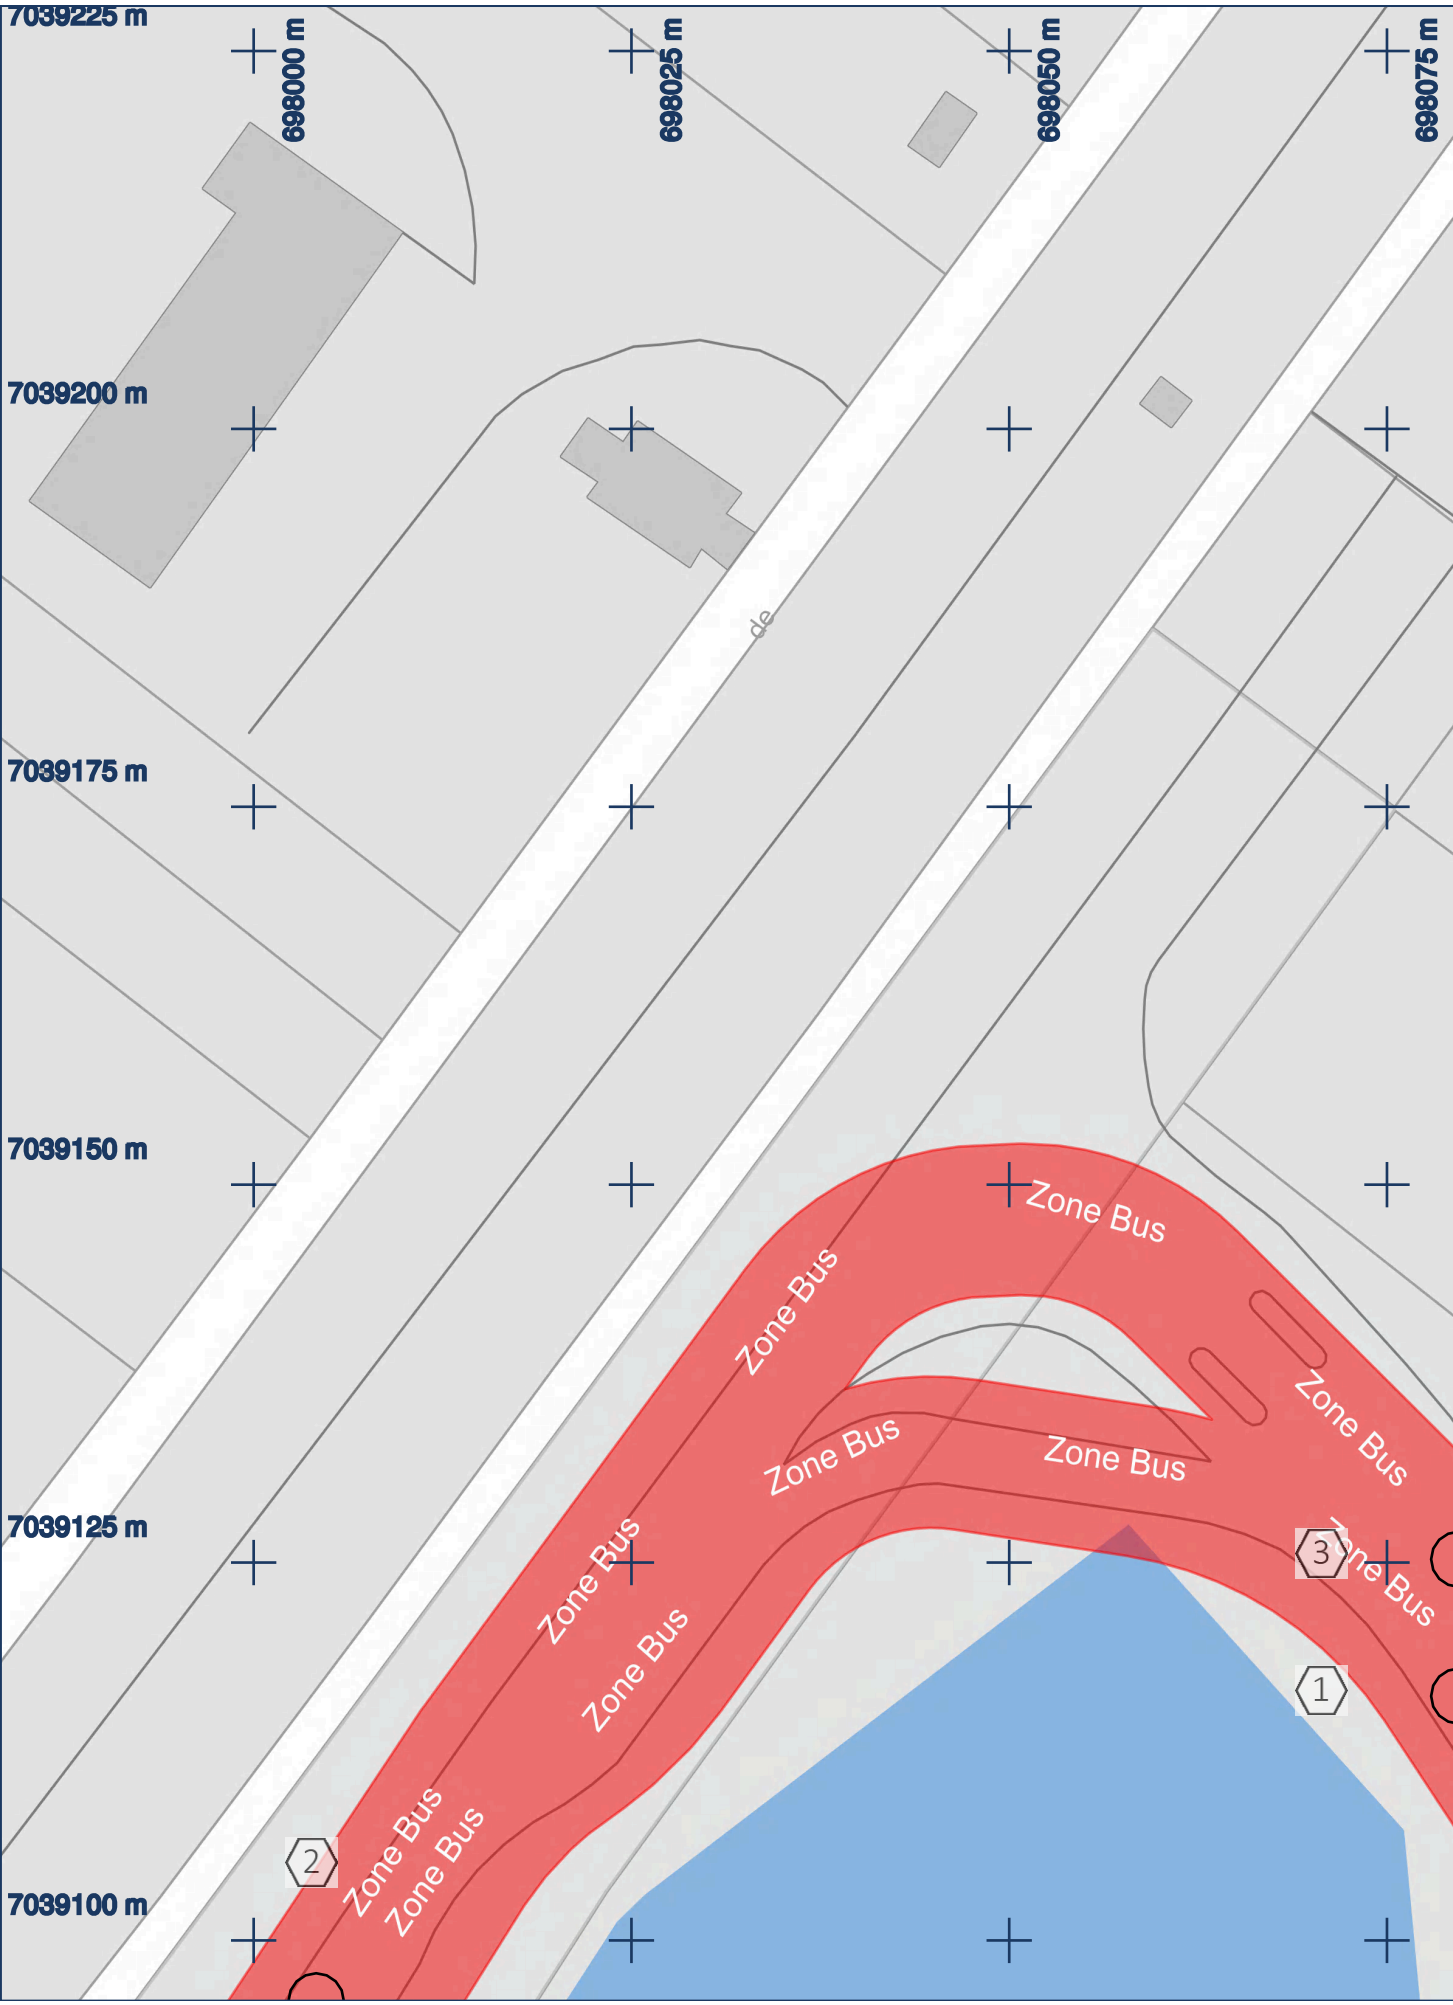 7039225 m
698000 m
698025 m
698050 m
698075 m
7039200 m
de
7039175 m
7039150 m
Zone Bus
Zone Bus
Zone Bus
Zone Bus
Zone Bus
7039125 m
Zone Bus
3
Zone Bus
Zone Bus
1
Zone Bus
Zone Bus
2
7039100 m